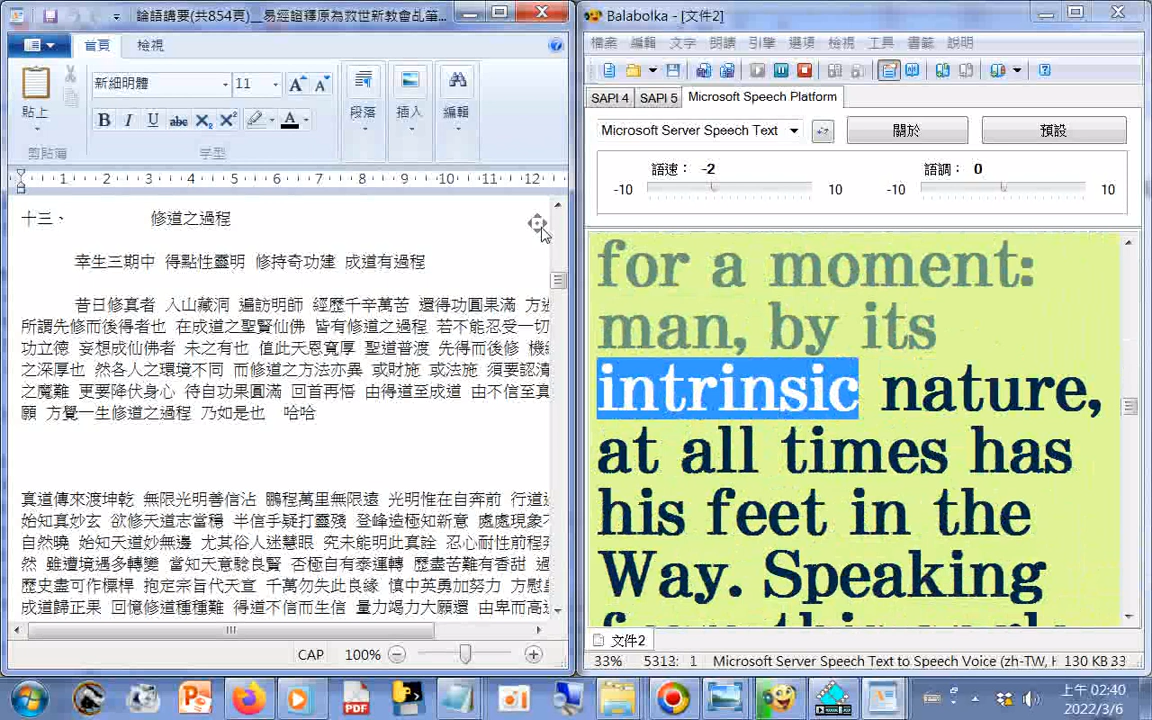 論語講要(共854頁)__易經證釋原為救世新教會乩筆...
首頁
檢視
貼上
新細明體
11
B I U abc X₂ X²
A
剪貼簿
字型
段落
插入
編輯
1 2 3 4 5 6 7 8 9 10 11 12
十三、 修道之過程
幸生三期中 得點性靈明 修持奇功建 成道有過程
昔日修真者 入山藏洞 遍訪明師 經歷千辛萬苦 還得功圓果滿 方
所謂先修而後得者也 在成道之聖賢仙佛 皆有修道之過程 若不能忍受一切
功立德 妄想成仙佛者 未之有也 值此天恩寬厚 聖道普渡 先得而後修 機
之深厚也 然各人之環境不同 而修道之方法亦異 或財施 或法施 須要認清
之魔難 更要降伏身心 待自功果圓滿 回首再悟 由得道至成道 由不信至真
願 方覺一生修道之過程 乃如是也 哈哈
真道傳來渡坤乾 無限光明善信沾 鵬程萬里無限遠 光明惟在自奔前 行道
始知真妙玄 欲修天道志當穩 半信半疑打靈殘 登峰造極知新意 處處現象
自然曉 始知天道妙無邊 尤其俗人迷慧眼 究未能明此真詮 忍心耐性前程
然 雖遭境遇多轉變 當知天意驗良賢 否極自有泰運轉 歷盡苦難有香甜
歷史盡可作標桿 抱定宗旨代天宣 千萬勿失此良緣 慎中英勇加努力 方慰
成道歸正果 回憶修道種種難 得道不信而生信 量力竭力大願還 由卑而高
CAP 100%
Balabolka - [文件2]
檔案 編輯 文字 朗讀 引擎 選項 檢視 工具 書籤 說明
SAPI 4 SAPI 5 Microsoft Speech Platform
Microsoft Server Speech Text
關於
預設
語速： -2
-10 10
語調： 0
-10 10
for a moment:
man, by its
intrinsic nature,
at all times has
his feet in the
Way. Speaking
文件2
33% 5313: 1 Microsoft Server Speech Text to Speech Voice (zh-TW, H 130 KB 33
上午 02:40
2022/3/6